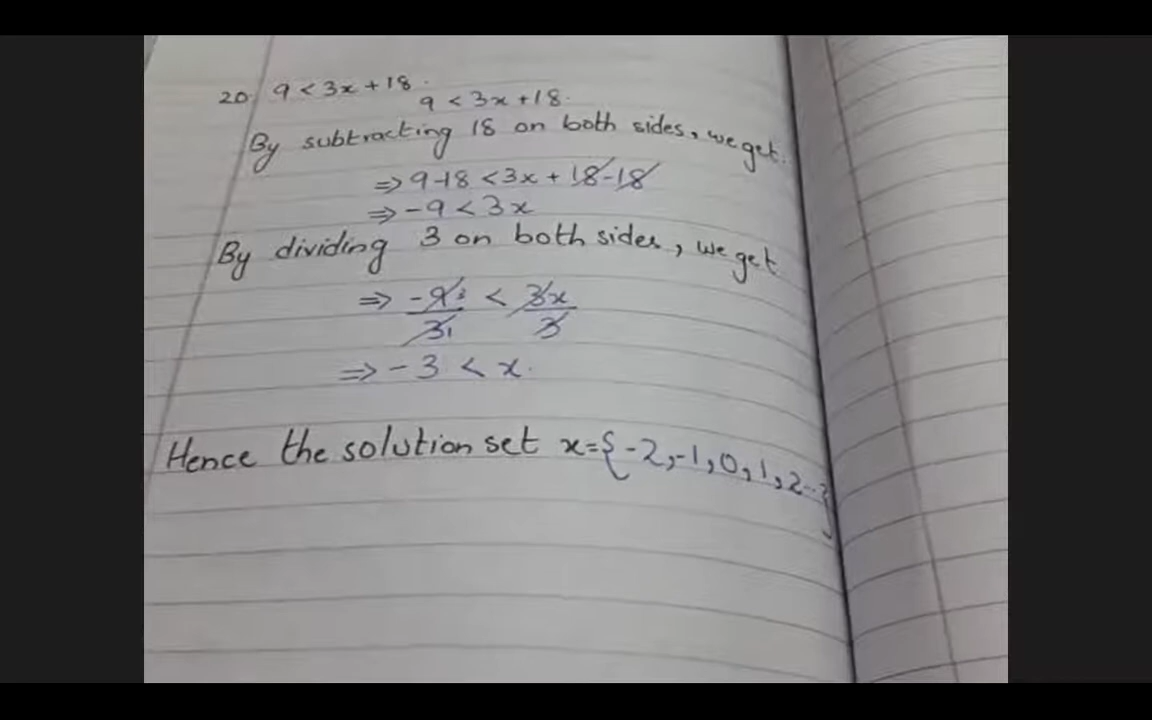 20. 9 < 3x + 18.
9 < 3x + 18.
By subtracting 18 on both sides, we get.
⇒ 9-18 < 3x + 18-18
⇒ -9 < 3x
By dividing 3 on both sides, we get
⇒ -9³/3₁ < 3x/3
⇒ -3 < x.
Hence the solution set x={-2,-1,0,1,2...}